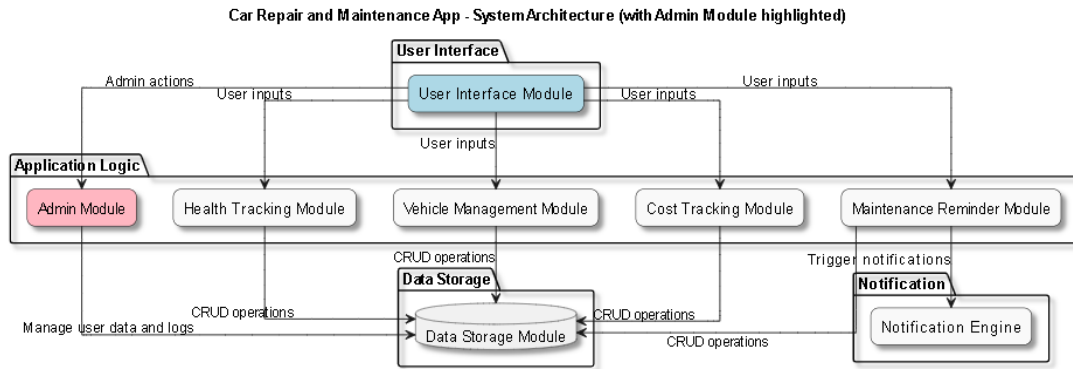 Car Repair and Maintenance App - System Architecture (with Admin Module highlighted)
User Interface
User Interface Module
Admin actions
User inputs
User inputs
User inputs
User inputs
Application Logic
Admin Module
Health Tracking Module
Vehicle Management Module
Cost Tracking Module
Maintenance Reminder Module
CRUD operations
Trigger notifications
Data Storage
Data Storage Module
Notification
Notification Engine
CRUD operations
CRUD operations
Manage user data and logs
CRUD operations